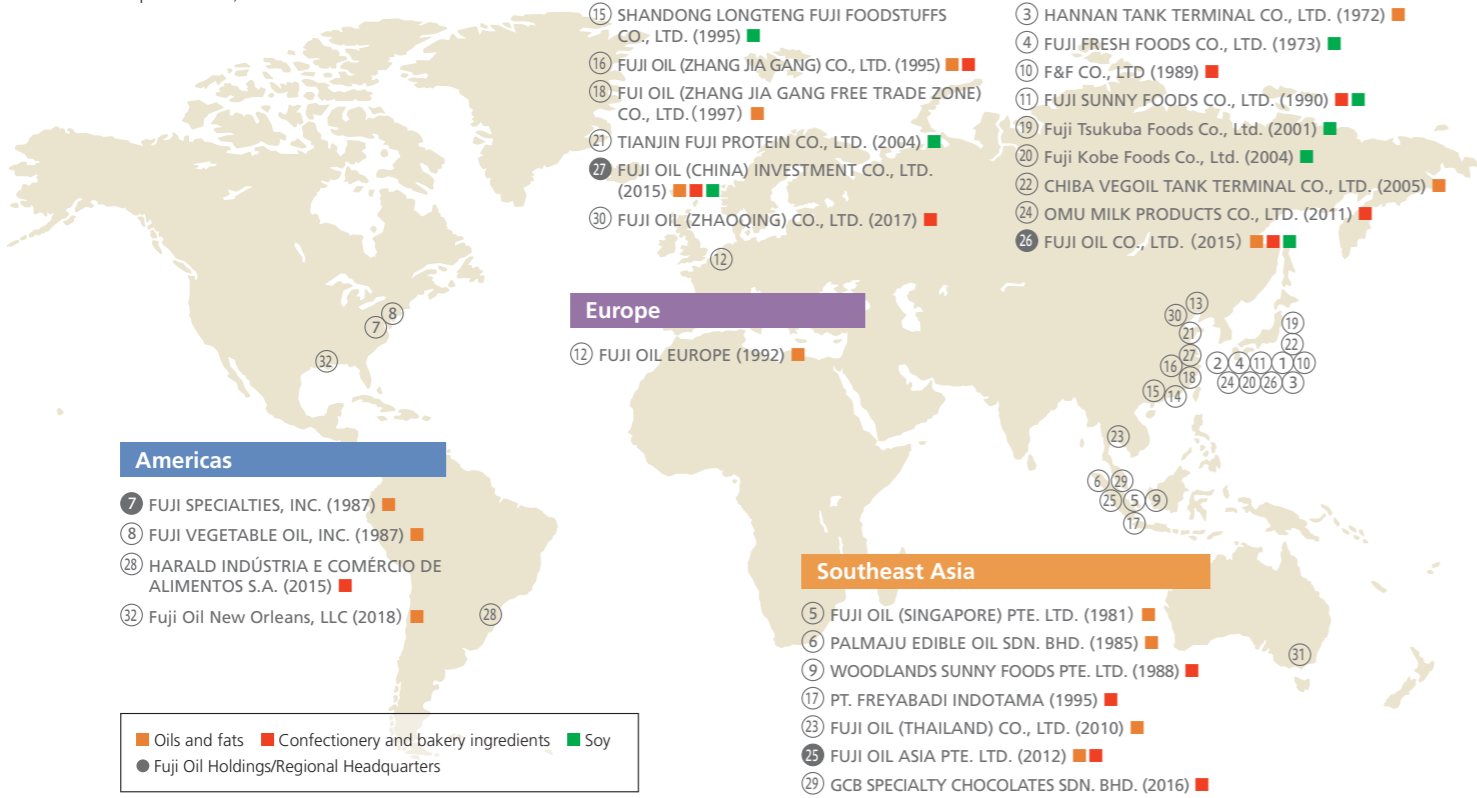 ⑮ SHANDONG LONGTENG FUJI FOODSTUFFS
CO., LTD. (1995)
⑯ FUJI OIL (ZHANG JIA GANG) CO., LTD. (1995)
⑱ FUI OIL (ZHANG JIA GANG FREE TRADE ZONE)
CO., LTD. (1997)
㉑ TIANJIN FUJI PROTEIN CO., LTD. (2004)
27 FUJI OIL (CHINA) INVESTMENT CO., LTD.
(2015)
㉚ FUJI OIL (ZHAOQING) CO., LTD. (2017)
③ HANNAN TANK TERMINAL CO., LTD. (1972)
④ FUJI FRESH FOODS CO., LTD. (1973)
⑩ F&F CO., LTD (1989)
⑪ FUJI SUNNY FOODS CO., LTD. (1990)
⑲ Fuji Tsukuba Foods Co., Ltd. (2001)
⑳ Fuji Kobe Foods Co., Ltd. (2004)
㉒ CHIBA VEGOIL TANK TERMINAL CO., LTD. (2005)
㉔ OMU MILK PRODUCTS CO., LTD. (2011)
26 FUJI OIL CO., LTD. (2015)
⑫
Europe
⑫ FUJI OIL EUROPE (1992)
⑧
⑦
㉜
⑬
㉚
㉑
㉗
⑯
⑱
⑮ ⑭
⑲
㉒
② ④ ⑪ ① ⑩
㉔ ⑳ ㉖ ③
㉓
⑥ ㉙
㉕ ⑤ ⑨
⑰
Americas
7 FUJI SPECIALTIES, INC. (1987)
⑧ FUJI VEGETABLE OIL, INC. (1987)
㉘ HARALD INDÚSTRIA E COMÉRCIO DE
ALIMENTOS S.A. (2015)
㉜ Fuji Oil New Orleans, LLC (2018)
㉘
Southeast Asia
⑤ FUJI OIL (SINGAPORE) PTE. LTD. (1981)
⑥ PALMAJU EDIBLE OIL SDN. BHD. (1985)
⑨ WOODLANDS SUNNY FOODS PTE. LTD. (1988)
⑰ PT. FREYABADI INDOTAMA (1995)
㉓ FUJI OIL (THAILAND) CO., LTD. (2010)
25 FUJI OIL ASIA PTE. LTD. (2012)
㉙ GCB SPECIALTY CHOCOLATES SDN. BHD. (2016)
㉛
Oils and fats Confectionery and bakery ingredients Soy
Fuji Oil Holdings/Regional Headquarters